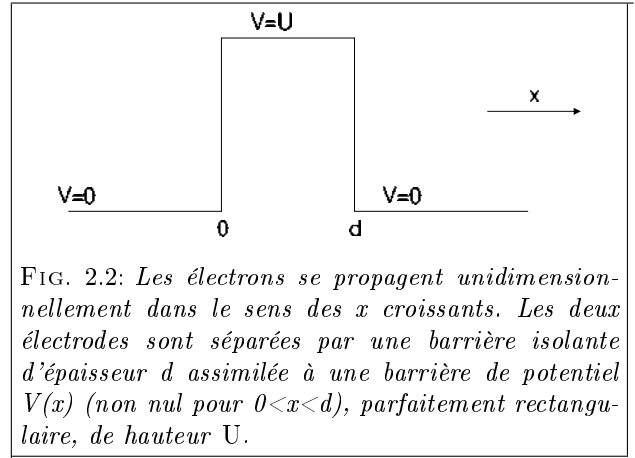 V=U
x
V=0 V=0
0 d
FIG. 2.2: Les électrons se propagent unidimension-
nellement dans le sens des x croissants. Les deux
électrodes sont séparées par une barrière isolante
d'épaisseur d assimilée à une barrière de potentiel
V(x) (non nul pour 0<x<d), parfaitement rectangu-
laire, de hauteur U.